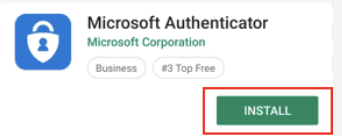 Microsoft Authenticator
Microsoft Corporation
Business #3 Top Free
INSTALL